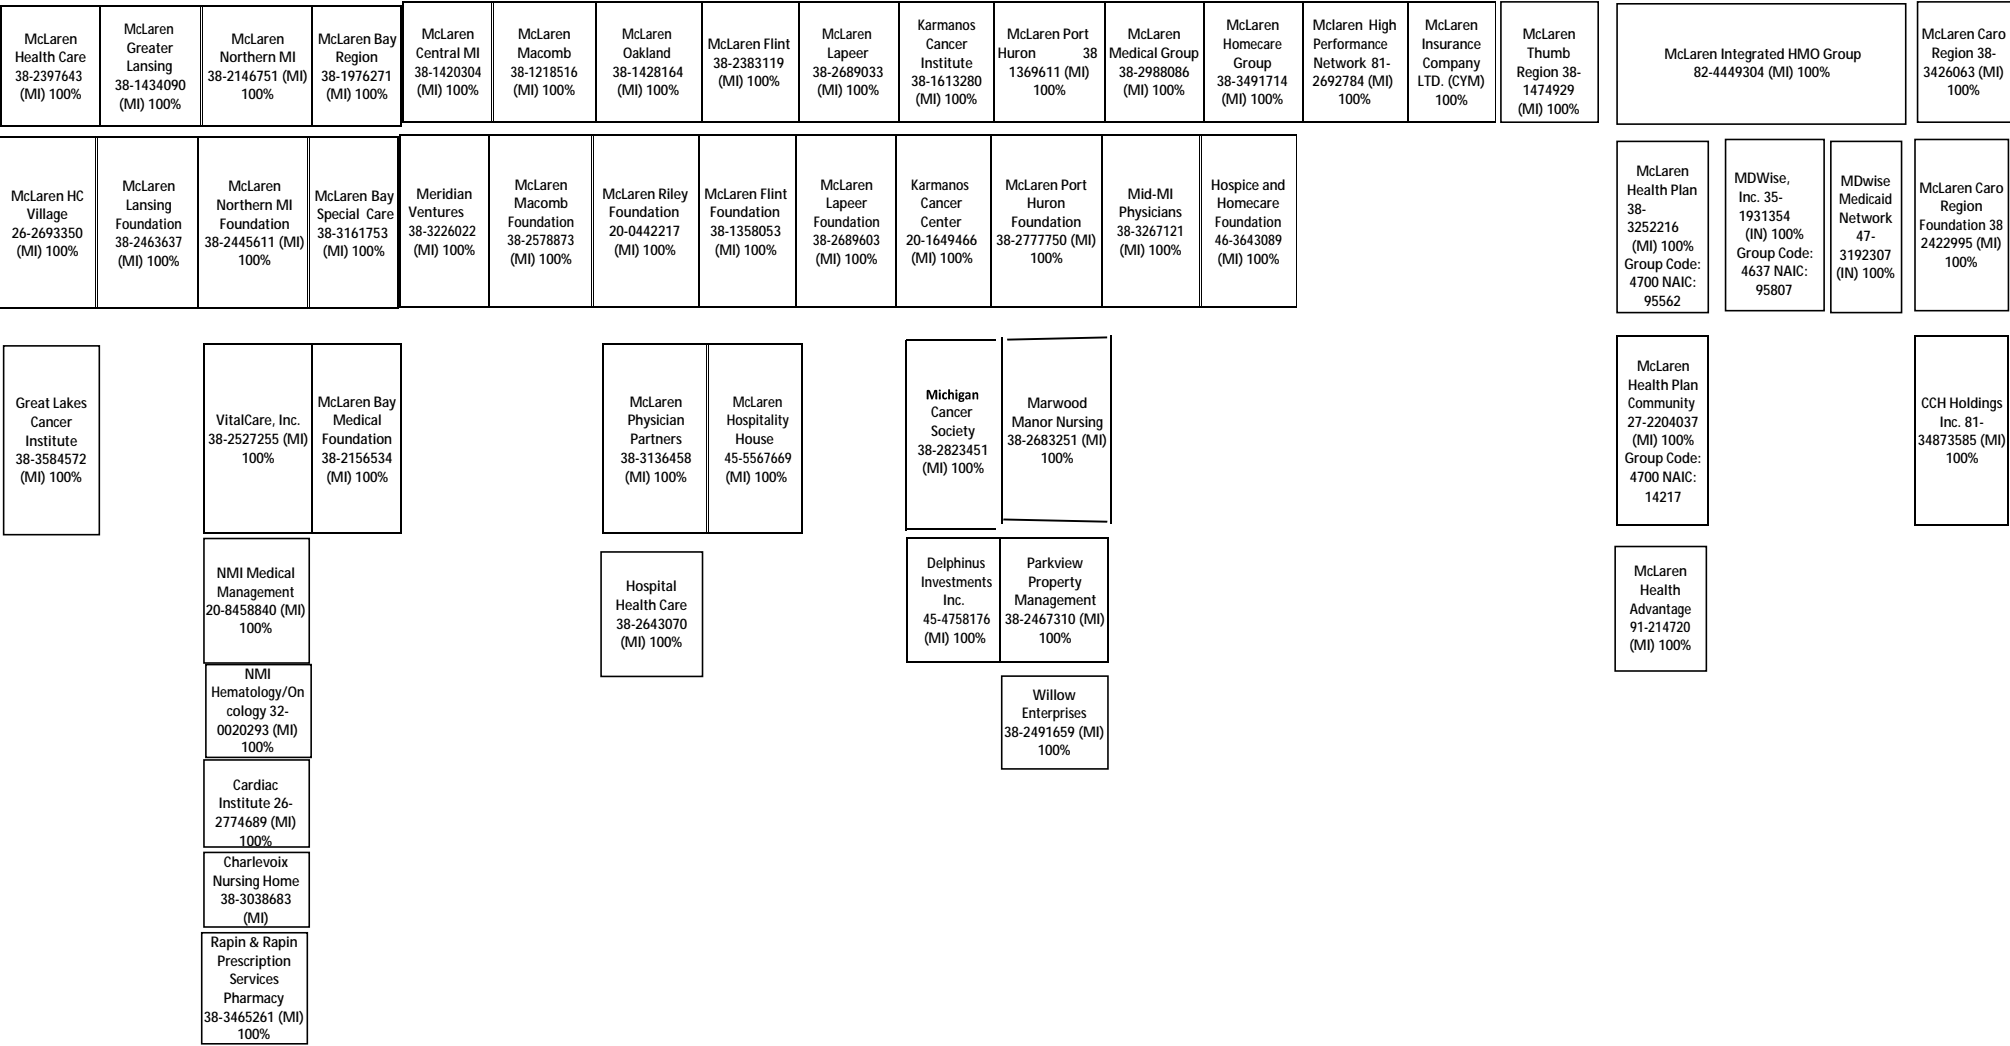 McLaren
Health Care
38-2397643
(MI) 100%
McLaren
Greater
Lansing
38-1434090
(MI) 100%
McLaren
Northern MI
38-2146751 (MI)
100%
McLaren Bay
Region
38-1976271
(MI) 100%
McLaren
Central MI
38-1420304
(MI) 100%
McLaren
Macomb
38-1218516
(MI) 100%
McLaren
Oakland
38-1428164
(MI) 100%
McLaren Flint
38-2383119
(MI) 100%
McLaren
Lapeer
38-2689033
(MI) 100%
Karmanos
Cancer
Institute
38-1613280
(MI) 100%
McLaren Port
Huron 38
1369611 (MI)
100%
McLaren
Medical Group
38-2988086
(MI) 100%
McLaren
Homecare
Group
38-3491714
(MI) 100%
Mclaren High
Performance
Network 81-
2692784 (MI)
100%
McLaren
Insurance
Company
LTD. (CYM)
100%
McLaren
Thumb
Region 38-
1474929
(MI) 100%
McLaren Integrated HMO Group
82-4449304 (MI) 100%
McLaren Caro
Region 38-
3426063 (MI)
100%
McLaren HC
Village
26-2693350
(MI) 100%
McLaren
Lansing
Foundation
38-2463637
(MI) 100%
McLaren
Northern MI
Foundation
38-2445611 (MI)
100%
McLaren Bay
Special Care
38-3161753
(MI) 100%
Meridian
Ventures
38-3226022
(MI) 100%
McLaren
Macomb
Foundation
38-2578873
(MI) 100%
McLaren Riley
Foundation
20-0442217
(MI) 100%
McLaren Flint
Foundation
38-1358053
(MI) 100%
McLaren
Lapeer
Foundation
38-2689603
(MI) 100%
Karmanos
Cancer
Center
20-1649466
(MI) 100%
McLaren Port
Huron
Foundation
38-2777750 (MI)
100%
Mid-MI
Physicians
38-3267121
(MI) 100%
Hospice and
Homecare
Foundation
46-3643089
(MI) 100%
McLaren
Health Plan
38-
3252216
(MI) 100%
Group Code:
4700 NAIC:
95562
MDWise,
Inc. 35-
1931354
(IN) 100%
Group Code:
4637 NAIC:
95807
MDwise
Medicaid
Network
47-
3192307
(IN) 100%
McLaren Caro
Region
Foundation 38
2422995 (MI)
100%
Great Lakes
Cancer
Institute
38-3584572
(MI) 100%
VitalCare, Inc.
38-2527255 (MI)
100%
McLaren Bay
Medical
Foundation
38-2156534
(MI) 100%
McLaren
Physician
Partners
38-3136458
(MI) 100%
McLaren
Hospitality
House
45-5567669
(MI) 100%
Michigan
Cancer
Society
38-2823451
(MI) 100%
Marwood
Manor Nursing
38-2683251 (MI)
100%
McLaren
Health Plan
Community
27-2204037
(MI) 100%
Group Code:
4700 NAIC:
14217
CCH Holdings
Inc. 81-
34873585 (MI)
100%
NMI Medical
Management
20-8458840 (MI)
100%
Hospital
Health Care
38-2643070
(MI) 100%
Delphinus
Investments
Inc.
45-4758176
(MI) 100%
Parkview
Property
Management
38-2467310 (MI)
100%
McLaren
Health
Advantage
91-214720
(MI) 100%
NMI
Hematology/On
cology 32-
0020293 (MI)
100%
Willow
Enterprises
38-2491659 (MI)
100%
Cardiac
Institute 26-
2774689 (MI)
100%
Charlevoix
Nursing Home
38-3038683
(MI)
Rapin & Rapin
Prescription
Services
Pharmacy
38-3465261 (MI)
100%